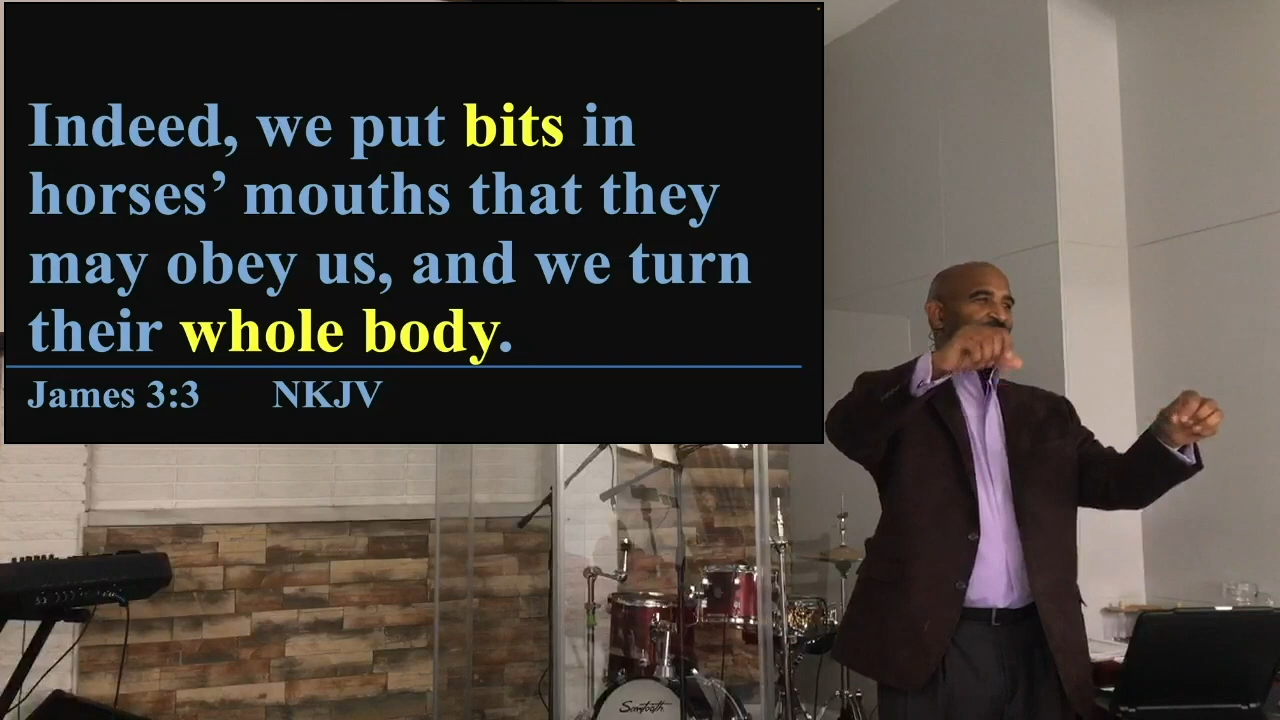 Indeed, we put bits in
horses’ mouths that they
may obey us, and we turn
their whole body.
James 3:3 NKJV
Sawtooth